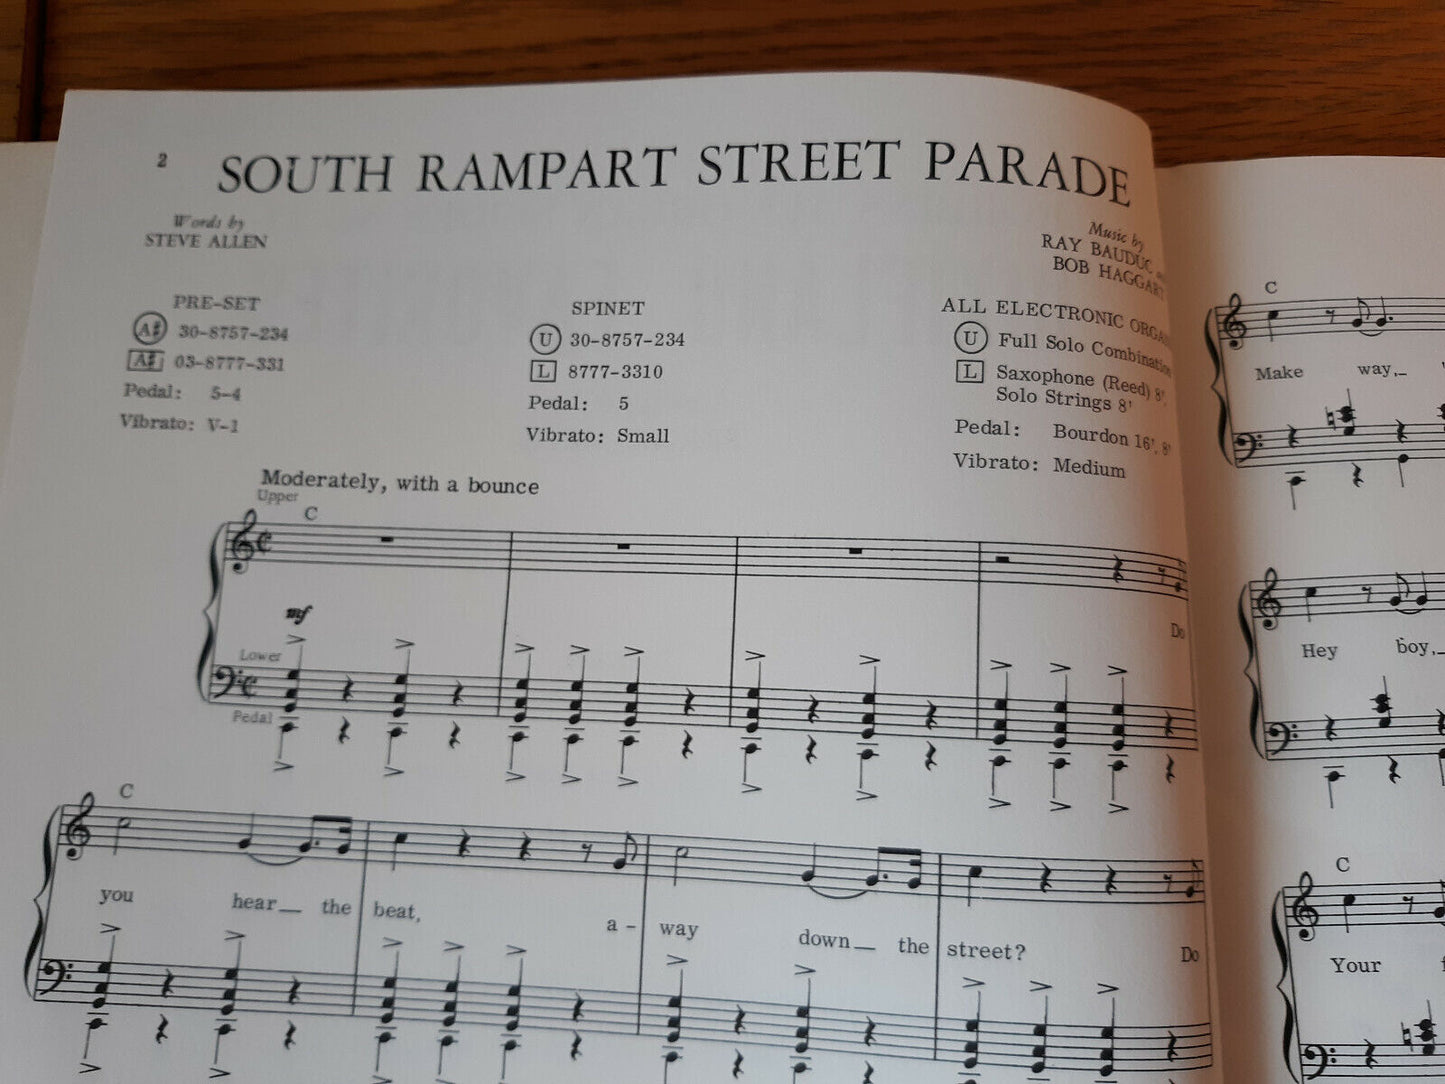 2
SOUTH RAMPART STREET PARADE
Words by
STEVE ALLEN
Music by
RAY BAUDUC
BOB HAGGART
PRE-SET
A# 30-8757-234
A# 03-8777-331
Pedal: 5-4
Vibrato: V-1
SPINET
U 30-8757-234
L 8777-3310
Pedal: 5
Vibrato: Small
ALL ELECTRONIC
U Full Solo Combination
L Saxophone (Reed) 8',
Solo Strings 8'
Pedal: Bourdon 16', 8'
Vibrato: Medium
Moderately, with a bounce
Upper
C
mf
Lower
Pedal
Do
C
you hear__ the beat, a - way down__ the street? Do
C
Make way,_
Hey boy,_
C
Your